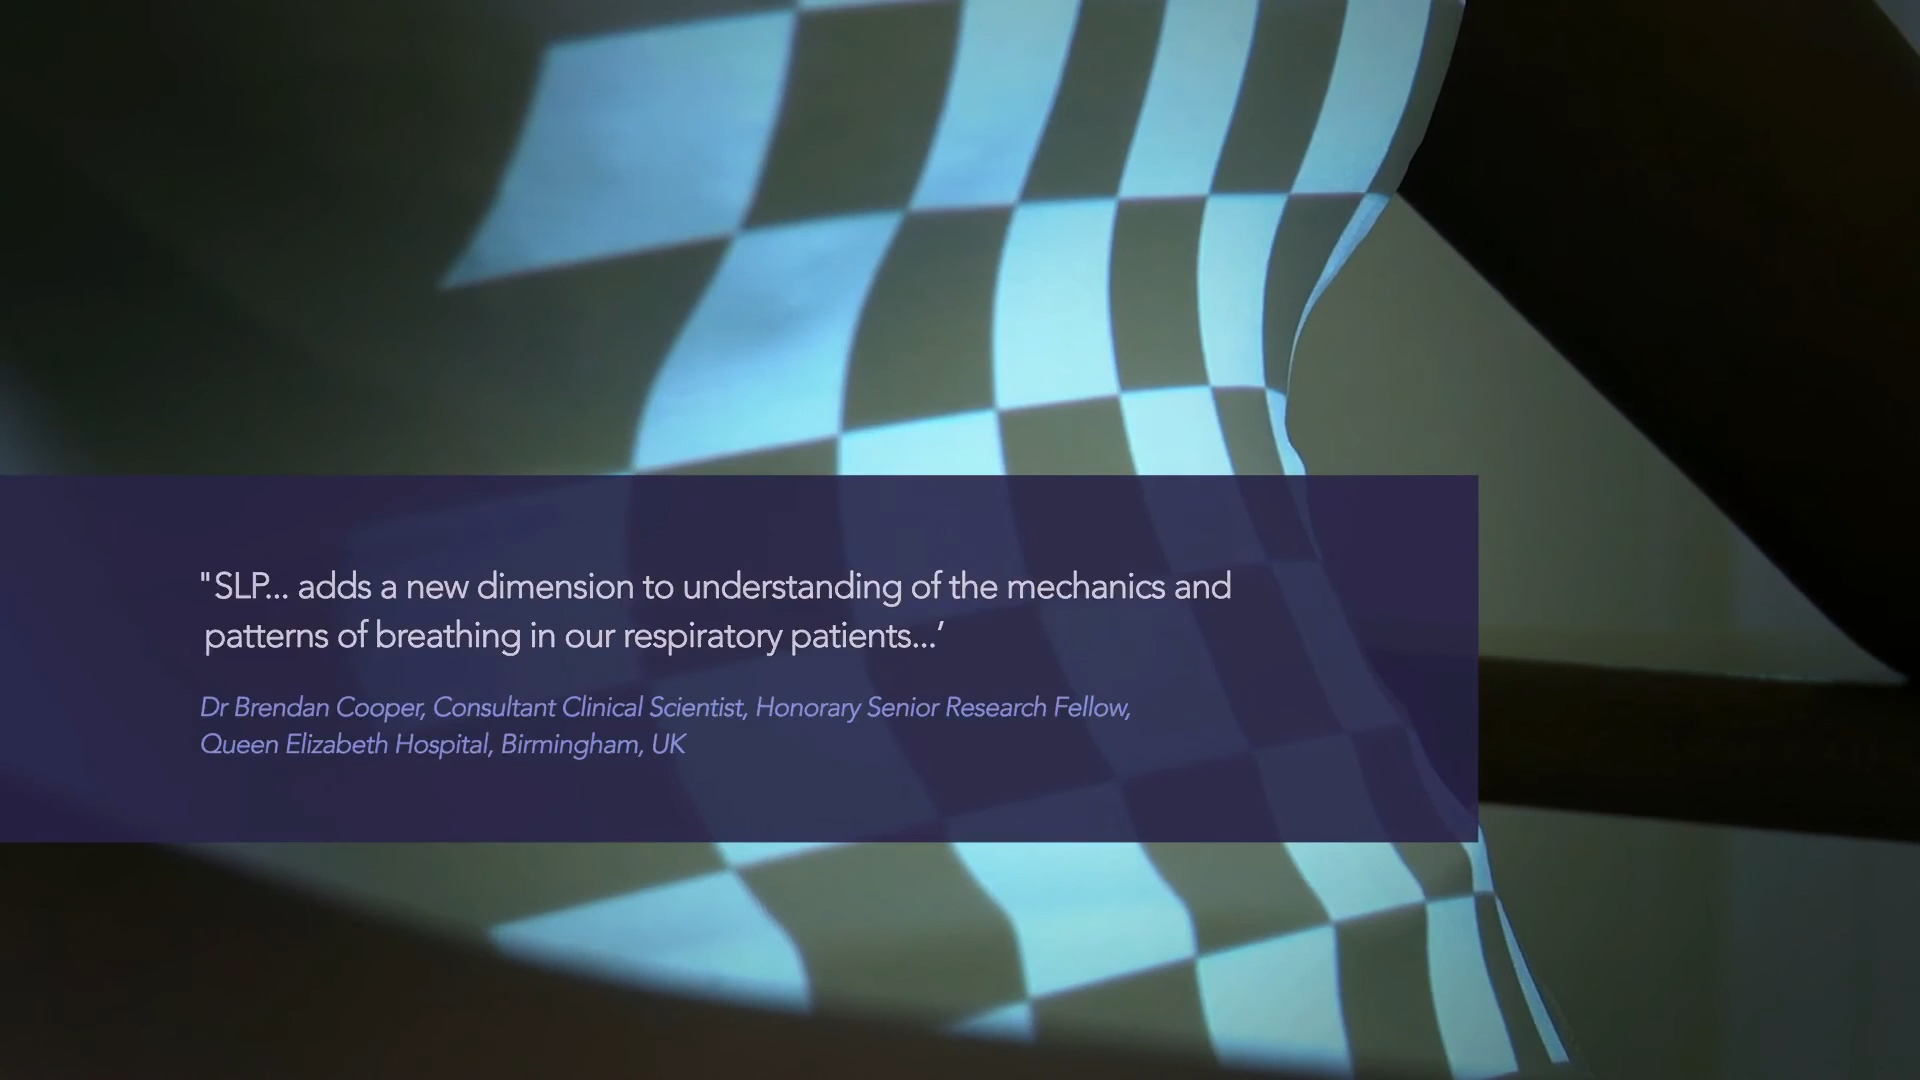 "SLP... adds a new dimension to understanding of the mechanics and
patterns of breathing in our respiratory patients...’
Dr Brendan Cooper, Consultant Clinical Scientist, Honorary Senior Research Fellow,
Queen Elizabeth Hospital, Birmingham, UK